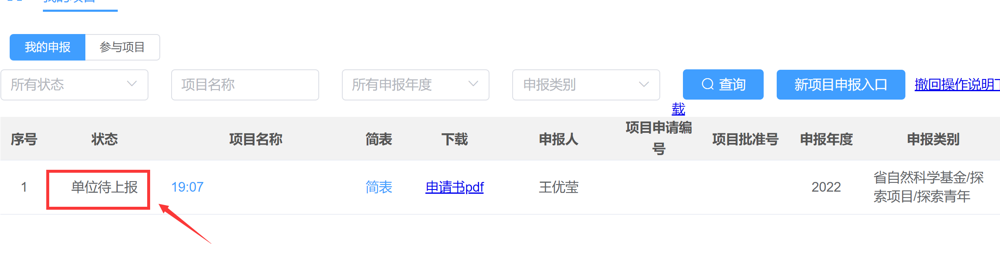 我的项目
我的申报 参与项目
所有状态 项目名称 所有申报年度 申报类别 查询 新项目申报入口 撤回操作说明下
载
序号 状态 项目名称 简表 下载 申报人 项目申请编 项目批准号 申报年度 申报类别
号
1 单位待上报 19:07 简表 申请书pdf 王优莹 2022 省自然科学基金/探
索项目/探索青年